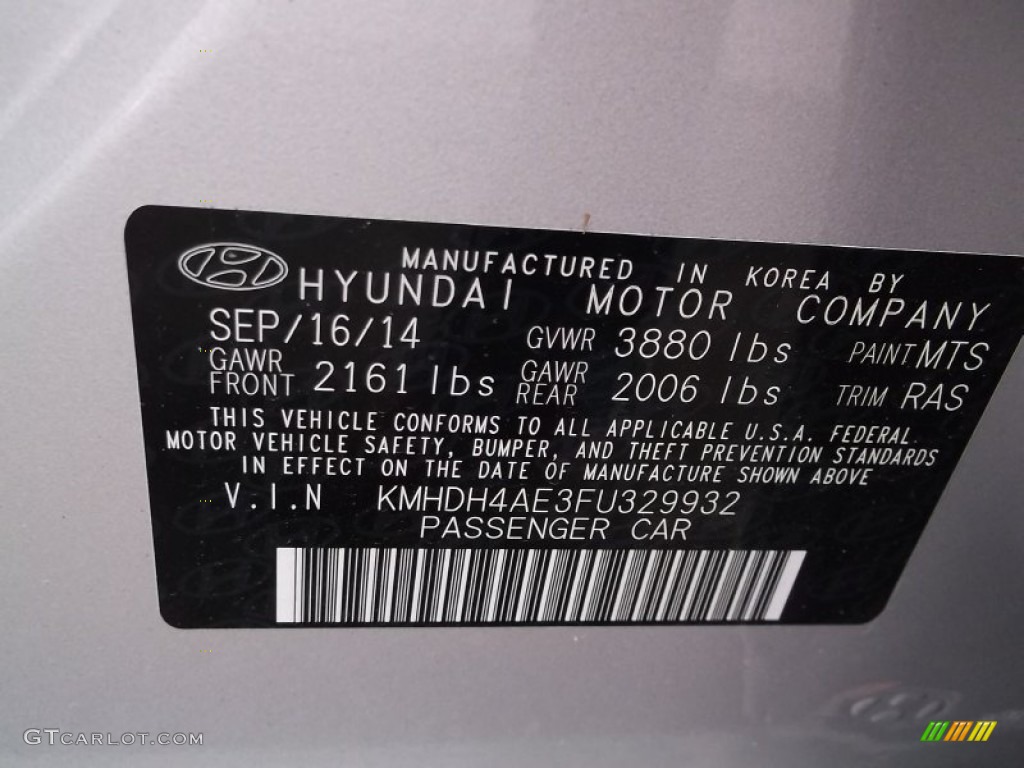 MANUFACTURED IN KOREA BY
HYUNDAI MOTOR COMPANY
SEP/16/14 GVWR 3880 lbs PAINT MTS
GAWR FRONT 2161 lbs GAWR REAR 2006 lbs TRIM RAS
THIS VEHICLE CONFORMS TO ALL APPLICABLE U.S.A. FEDERAL
MOTOR VEHICLE SAFETY, BUMPER, AND THEFT PREVENTION STANDARDS
IN EFFECT ON THE DATE OF MANUFACTURE SHOWN ABOVE
V.I.N KMHDH4AE3FU329932
PASSENGER CAR
GTCARLOT.COM